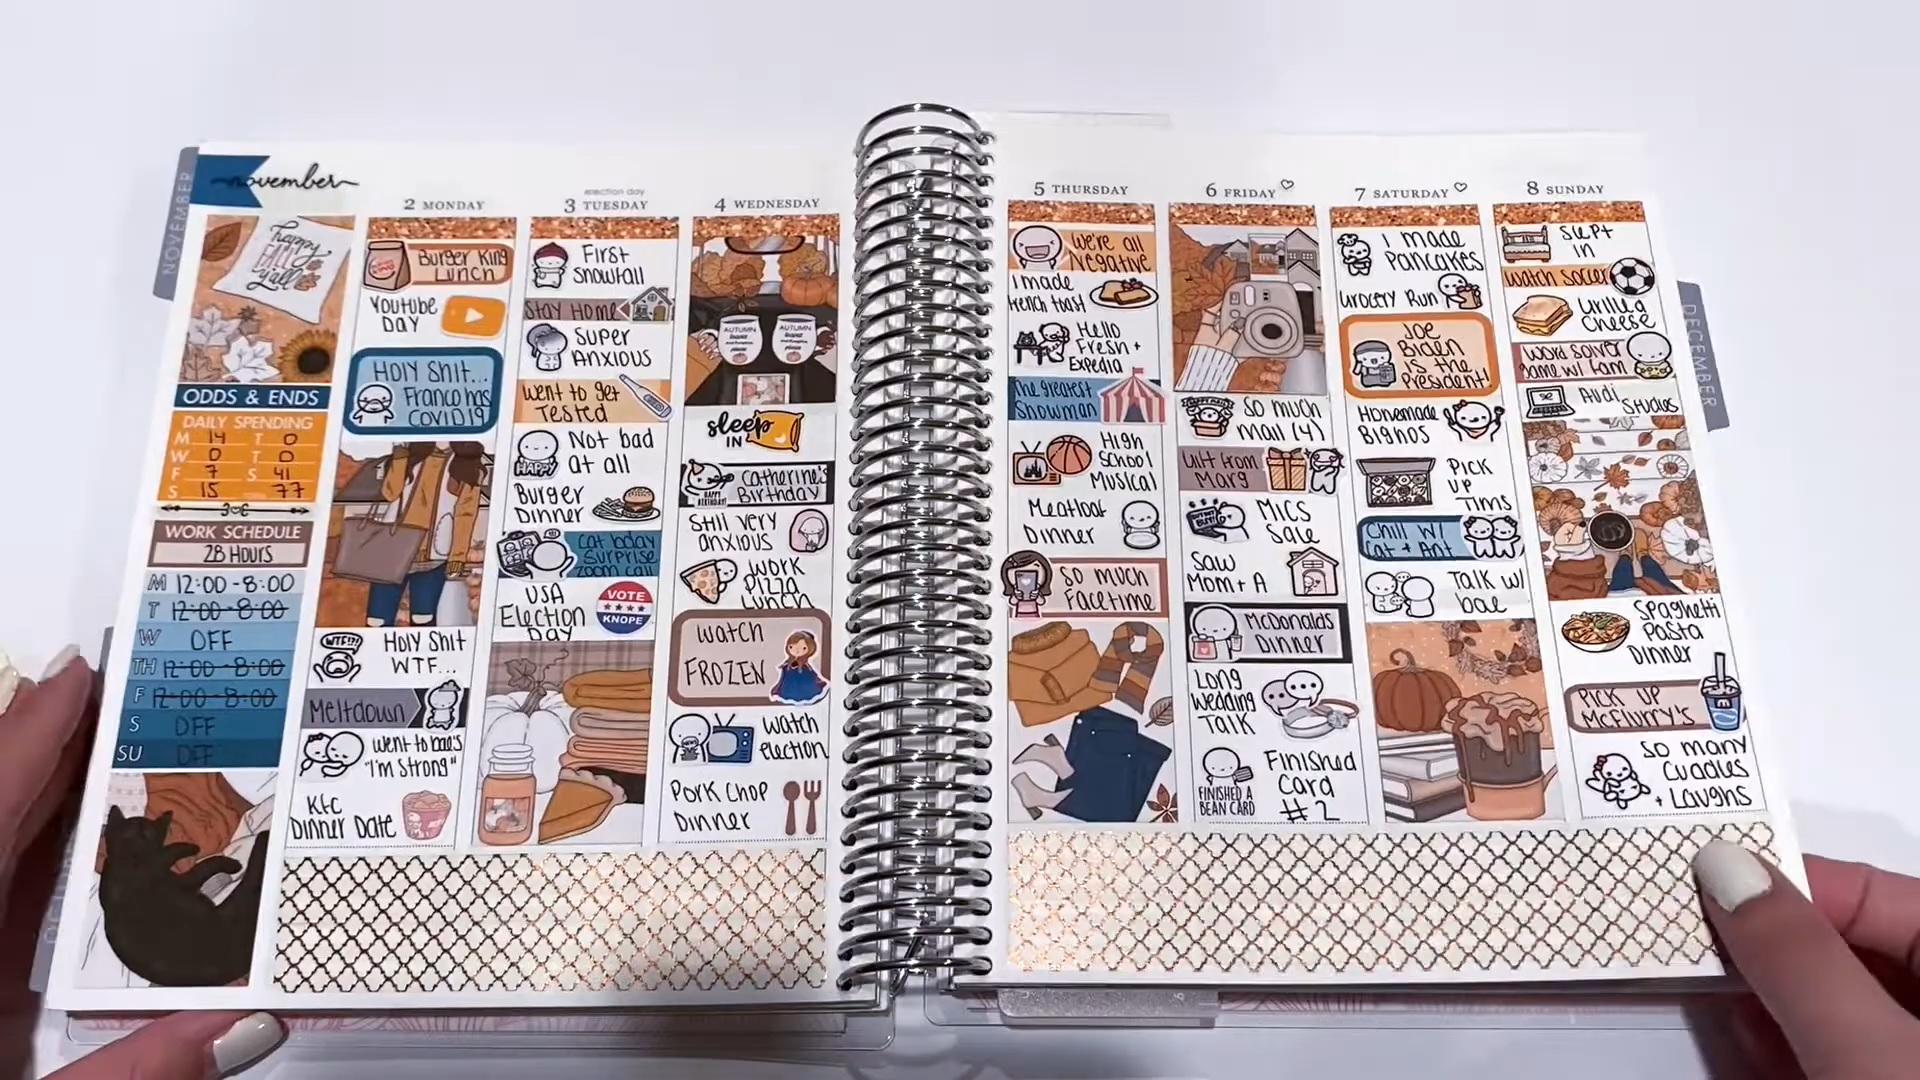 NOVEMBER
november
happy
FALL
y'all
ODDS & ENDS
DAILY SPENDING
M 14 T 0
W 0 T 0
F 7 S 41
S 15 77
WORK SCHEDULE
28 HOURS
M 12:00-8:00
T 12:00-8:00
W OFF
TH 12:00-8:00
F 12:00-8:00
S OFF
SU OFF
2 MONDAY
Burger King
Lunch
Youtube
DAY
Holy Shit...
Franco has
COVID19
WTF?!?
Holy Shit
WTF...
Meltdown
went to bae's
"I'm Strong"
KFC
Dinner Date
election day
3 TUESDAY
First
Snowfall
Stay Home
Super
Anxious
went to get
Tested
HAPPY
Not bad
at all
Burger
Dinner
Cat bday
Surprise
zoom call
USA
Election
Day
VOTE
KNOPE
4 WEDNESDAY
AUTUMN
AUTUMN
sleep
IN
HAPPY
BIRTHDAY
Catherine's
Birthday
Still very
anxious
Work
Pizza
Lunch
Watch
FROZEN
NEWS
Watch
election
Pork Chop
Dinner
5 THURSDAY
We're all
Negative
I made
french toast
Hello
Fresh +
Expedia
The Greatest
Showman
High
School
Musical
Meatloaf
Dinner
So much
Facetime
6 FRIDAY
HAPPY MAIL
So much
mail (4)
Gift from
Marg
MICS
Sale
Saw
Mom + A
McDonalds
Dinner
Long
Wedding
Talk
FINISHED A
BEAN CARD
Finished
Card
#2
7 SATURDAY
I made
Pancakes
Grocery Run
Joe
Biden
is the
President!
Homemade
Bignos
Pick
up
Tims
Chill w/
Cat + Ant
Talk w/
bae
8 SUNDAY
Slept
in
Watch Soccer
Grilled
Cheese
Word Solver
game w/ fam
Audi
Studios
Spaghetti
Pasta
Dinner
Pick up
McFlurry's
So many
Cuddles
+ Laughs
DECEMBER